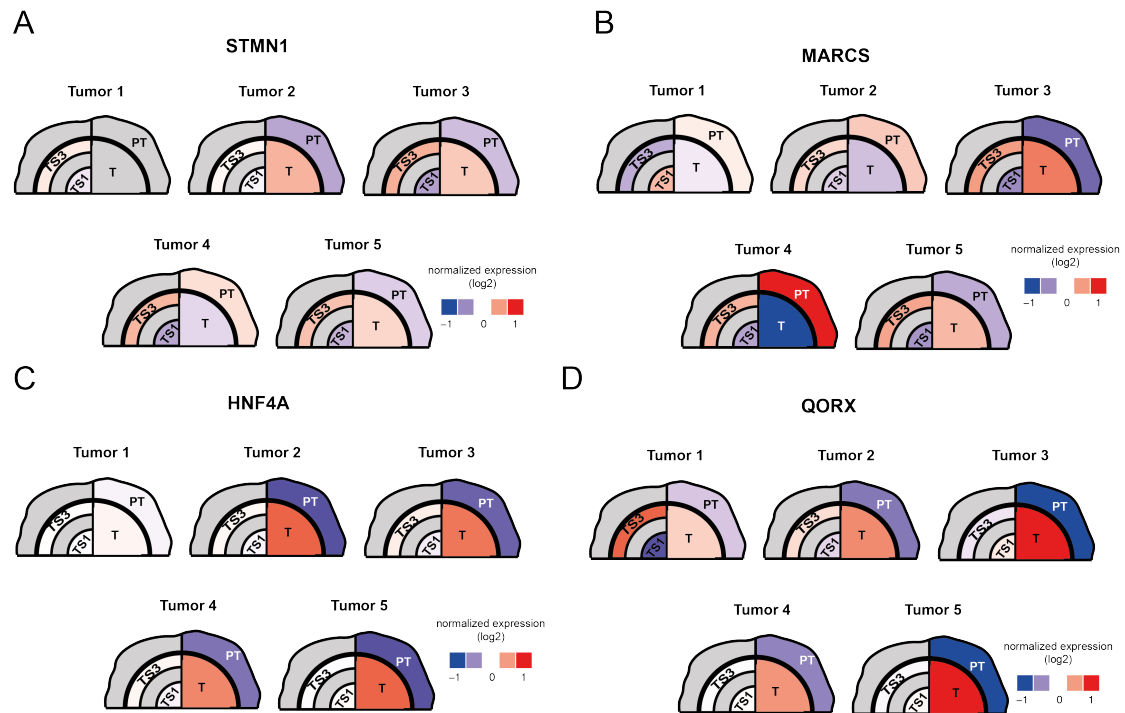 A
STMN1
Tumor 1
Tumor 2
Tumor 3
PT
TS3
TS1
T
PT
TS3
TS1
T
PT
TS3
TS1
T
Tumor 4
Tumor 5
PT
TS3
TS1
T
PT
TS3
TS1
T
normalized expression
(log2)
−1 0 1
B
MARCS
Tumor 1
Tumor 2
Tumor 3
PT
TS3
TS1
T
PT
TS3
TS1
T
PT
TS3
TS1
T
Tumor 4
Tumor 5
PT
TS3
TS1
T
PT
TS3
TS1
T
normalized expression
(log2)
−1 0 1
C
HNF4A
Tumor 1
Tumor 2
Tumor 3
PT
TS3
TS1
T
PT
TS3
TS1
T
PT
TS3
TS1
T
Tumor 4
Tumor 5
PT
TS3
TS1
T
PT
TS3
TS1
T
normalized expression
(log2)
−1 0 1
D
QORX
Tumor 1
Tumor 2
Tumor 3
PT
TS3
TS1
T
PT
TS3
TS1
T
PT
TS3
TS1
T
Tumor 4
Tumor 5
PT
TS3
TS1
T
PT
TS3
TS1
T
normalized expression
(log2)
−1 0 1